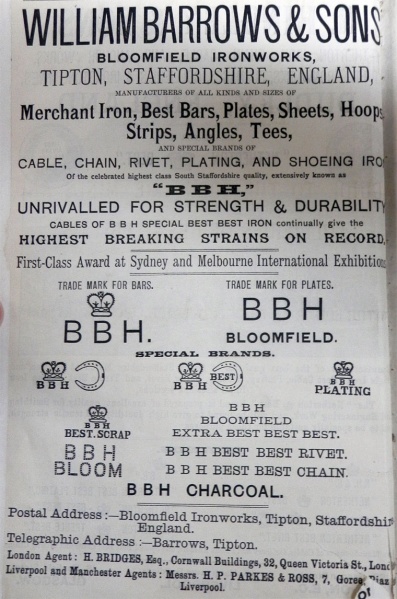 WILLIAM BARROWS & SONS
BLOOMFIELD IRONWORKS,
TIPTON, STAFFORDSHIRE, ENGLAND,
MANUFACTURERS OF ALL KINDS AND SIZES OF
Merchant Iron, Best Bars, Plates, Sheets, Hoops,
Strips, Angles, Tees,
AND SPECIAL BRANDS OF
CABLE, CHAIN, RIVET, PLATING, AND SHOEING IRO
Of the celebrated highest class South Staffordshire quality, extensively known as
"BBH,"
UNRIVALLED FOR STRENGTH & DURABILITY
CABLES OF B B H SPECIAL BEST BEST IRON continually give the
HIGHEST BREAKING STRAINS ON RECORD,
First-Class Award at Sydney and Melbourne International Exhibition
TRADE MARK FOR BARS. TRADE MARK FOR PLATES.
BBH. BBH
BLOOMFIELD.
SPECIAL BRANDS.
BBH BBH BEST BBH
PLATING
BBH
BEST. SCRAP
BBH
BLOOM
BBH
BLOOMFIELD
EXTRA BEST BEST BEST.
B B H BEST BEST RIVET.
B B H BEST BEST CHAIN.
BBH CHARCOAL.
Postal Address :—Bloomfield Ironworks, Tipton, Staffordshir
England.
Telegraphic Address :—Barrows, Tipton.
London Agent : H. BRIDGES, Esq., Cornwall Buildings, 32, Queen Victoria St., Lond
Liverpool and Manchester Agents : Messrs. H. P. PARKES & ROSS, 7, Goree
Liverpool.